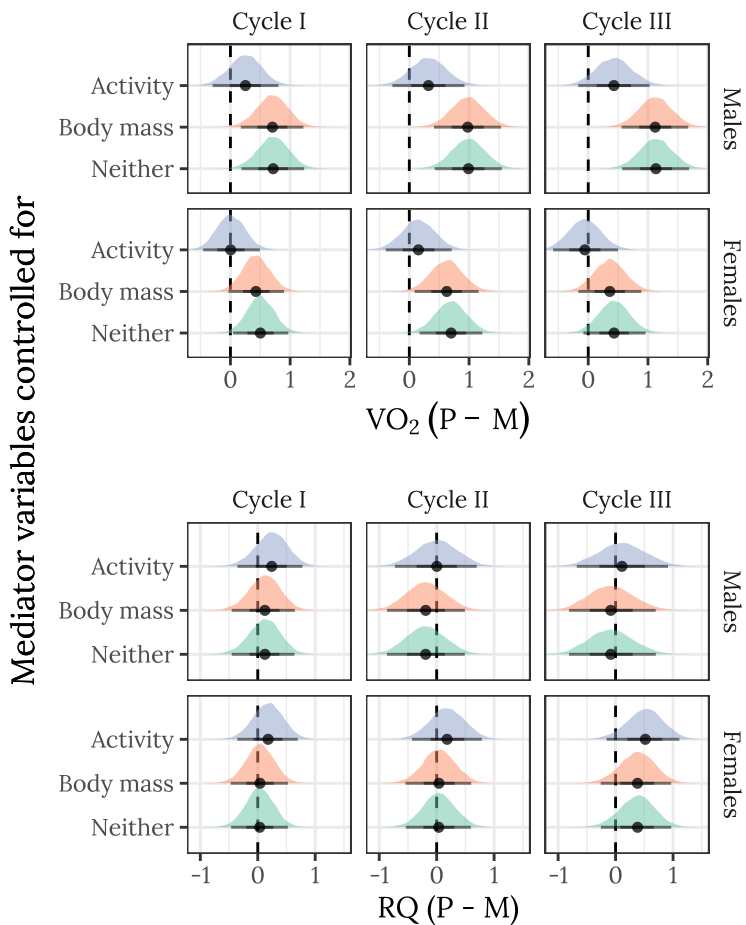 Mediator variables controlled for
Cycle I Cycle II Cycle III
Activity
Body mass
Neither
Males
Activity
Body mass
Neither
Females
0 1 2 0 1 2 0 1 2
VO₂ (P − M)
Cycle I Cycle II Cycle III
Activity
Body mass
Neither
Males
Activity
Body mass
Neither
Females
-1 0 1 -1 0 1 -1 0 1
RQ (P − M)